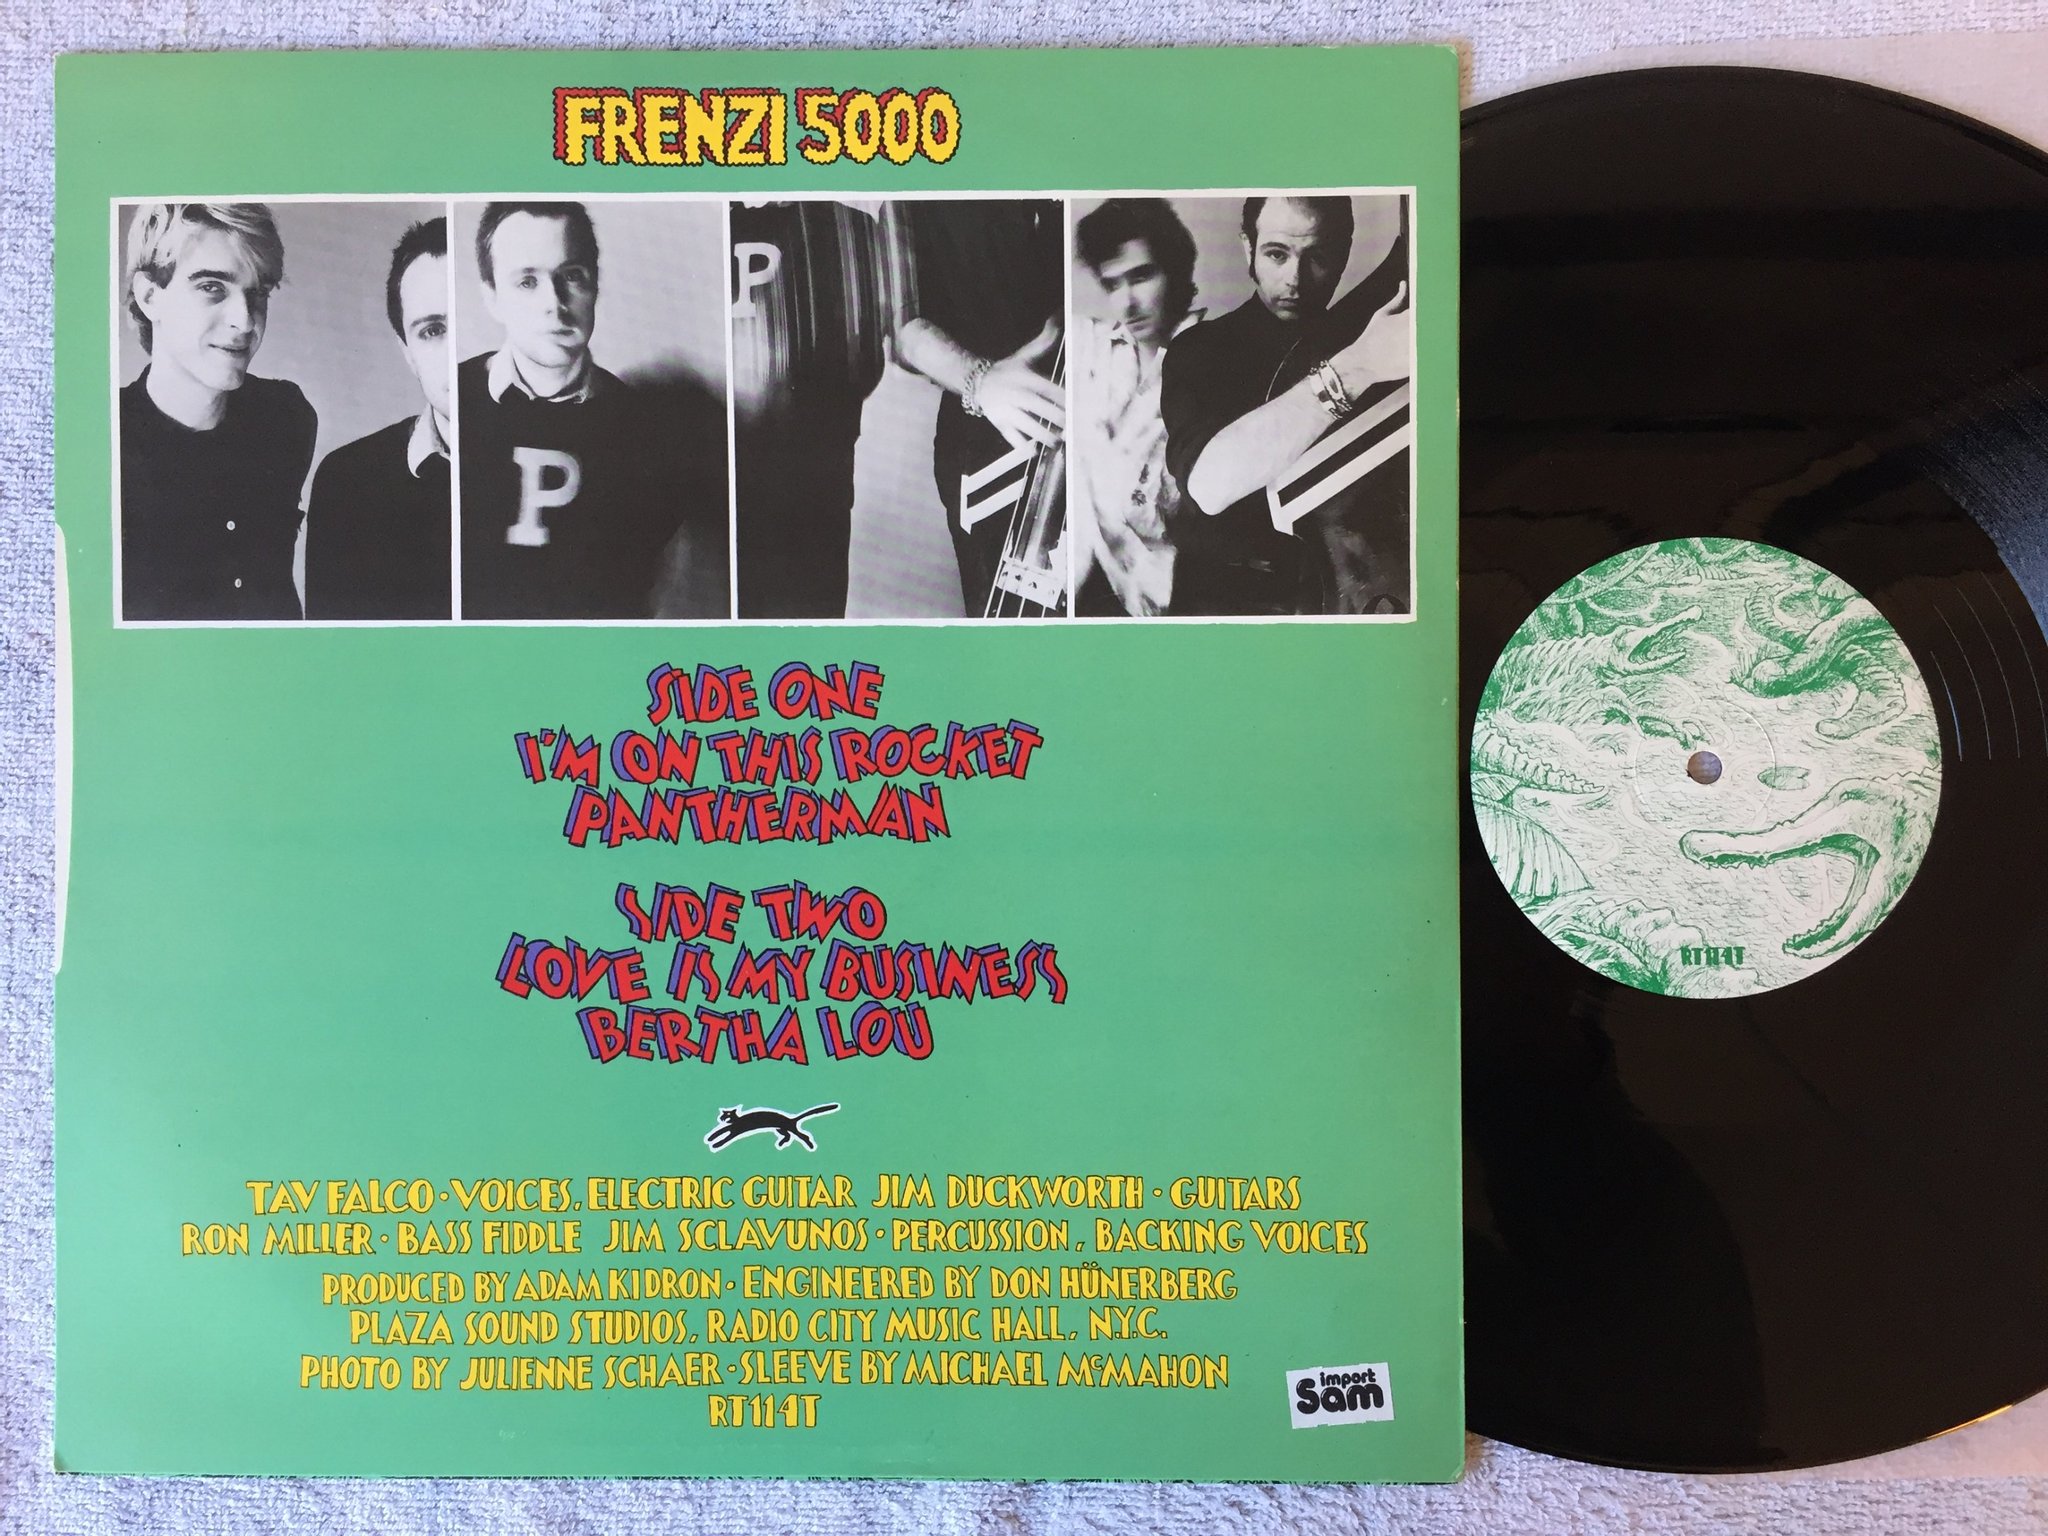 FRENZI 5000
P
P
SIDE ONE
I'M ON THIS ROCKET
PANTHERMAN
SIDE TWO
LOVE IS MY BUSINESS
BERTHA LOU
TAV FALCO · VOICES, ELECTRIC GUITAR JIM DUCKWORTH · GUITARS
RON MILLER · BASS FIDDLE JIM SCLAVUNOS · PERCUSSION, BACKING VOICES
PRODUCED BY ADAM KIDRON · ENGINEERED BY DON HÜNERBERG
PLAZA SOUND STUDIOS, RADIO CITY MUSIC HALL, N.Y.C.
PHOTO BY JULIENNE SCHAER · SLEEVE BY MICHAEL McMAHON
RT114T
import
Sam
RT114T